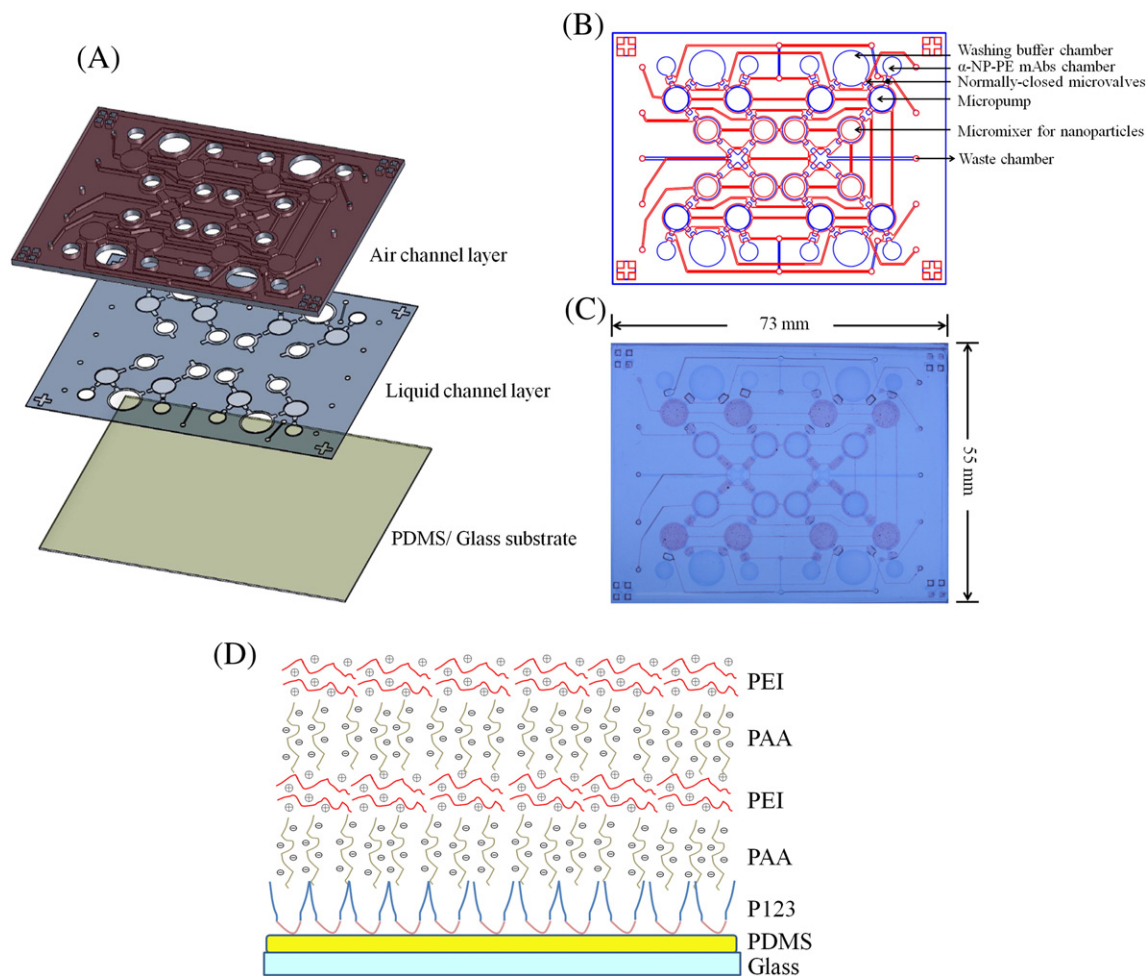 (A)
Air channel layer
Liquid channel layer
PDMS/ Glass substrate
(B)
Washing buffer chamber
α-NP-PE mAbs chamber
Normally-closed microvalves
Micropump
Micromixer for nanoparticles
Waste chamber
(C)
73 mm
55 mm
(D)
PEI
PAA
PEI
PAA
P123
PDMS
Glass